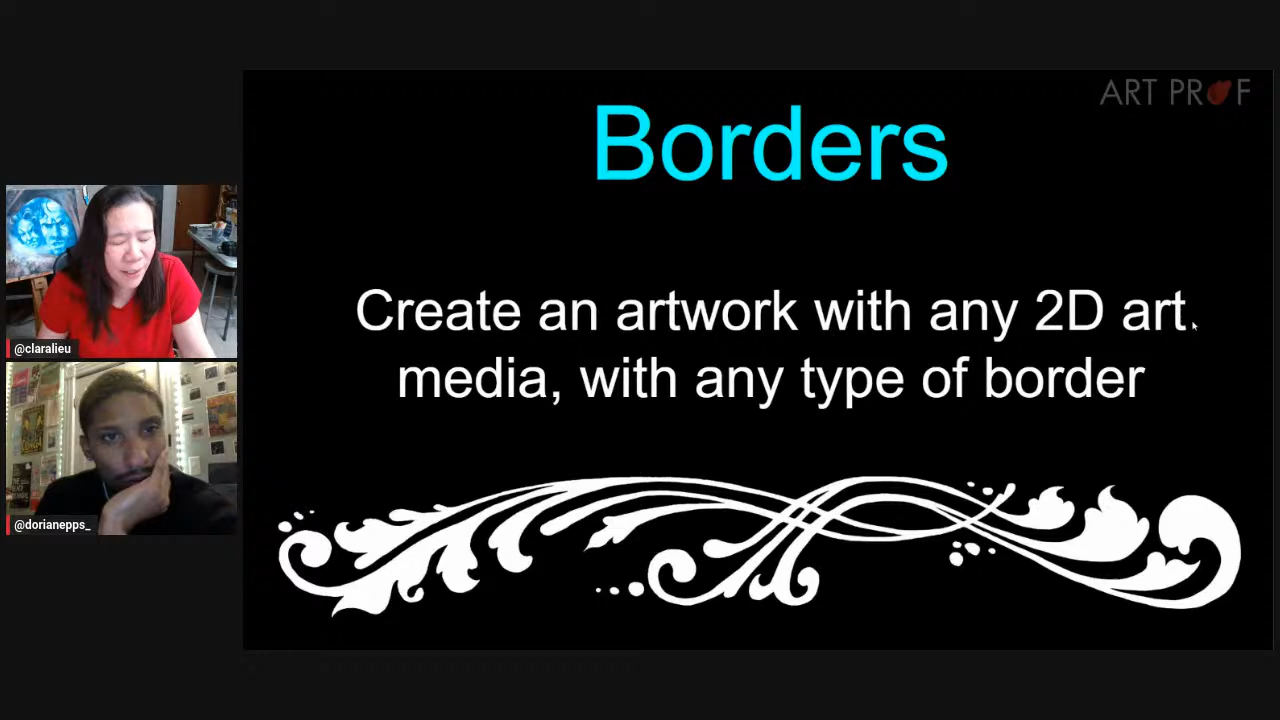 ART PROF
Borders
Create an artwork with any 2D art
media, with any type of border
@claralieu
@dorianepps_